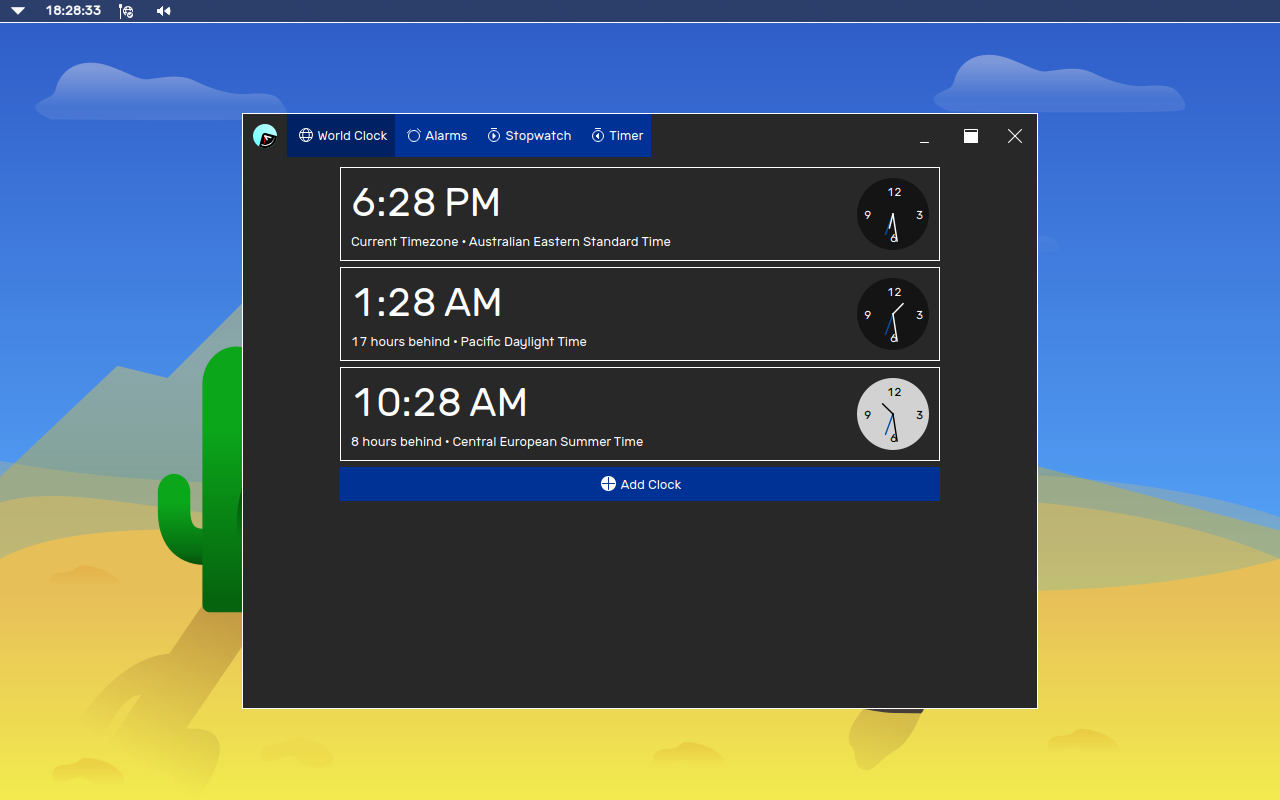 18:28:33
World Clock Alarms Stopwatch Timer
6:28 PM
Current Timezone • Australian Eastern Standard Time
12
9 3
6
1:28 AM
17 hours behind • Pacific Daylight Time
12
9 3
6
10:28 AM
8 hours behind • Central European Summer Time
12
9 3
6
Add Clock